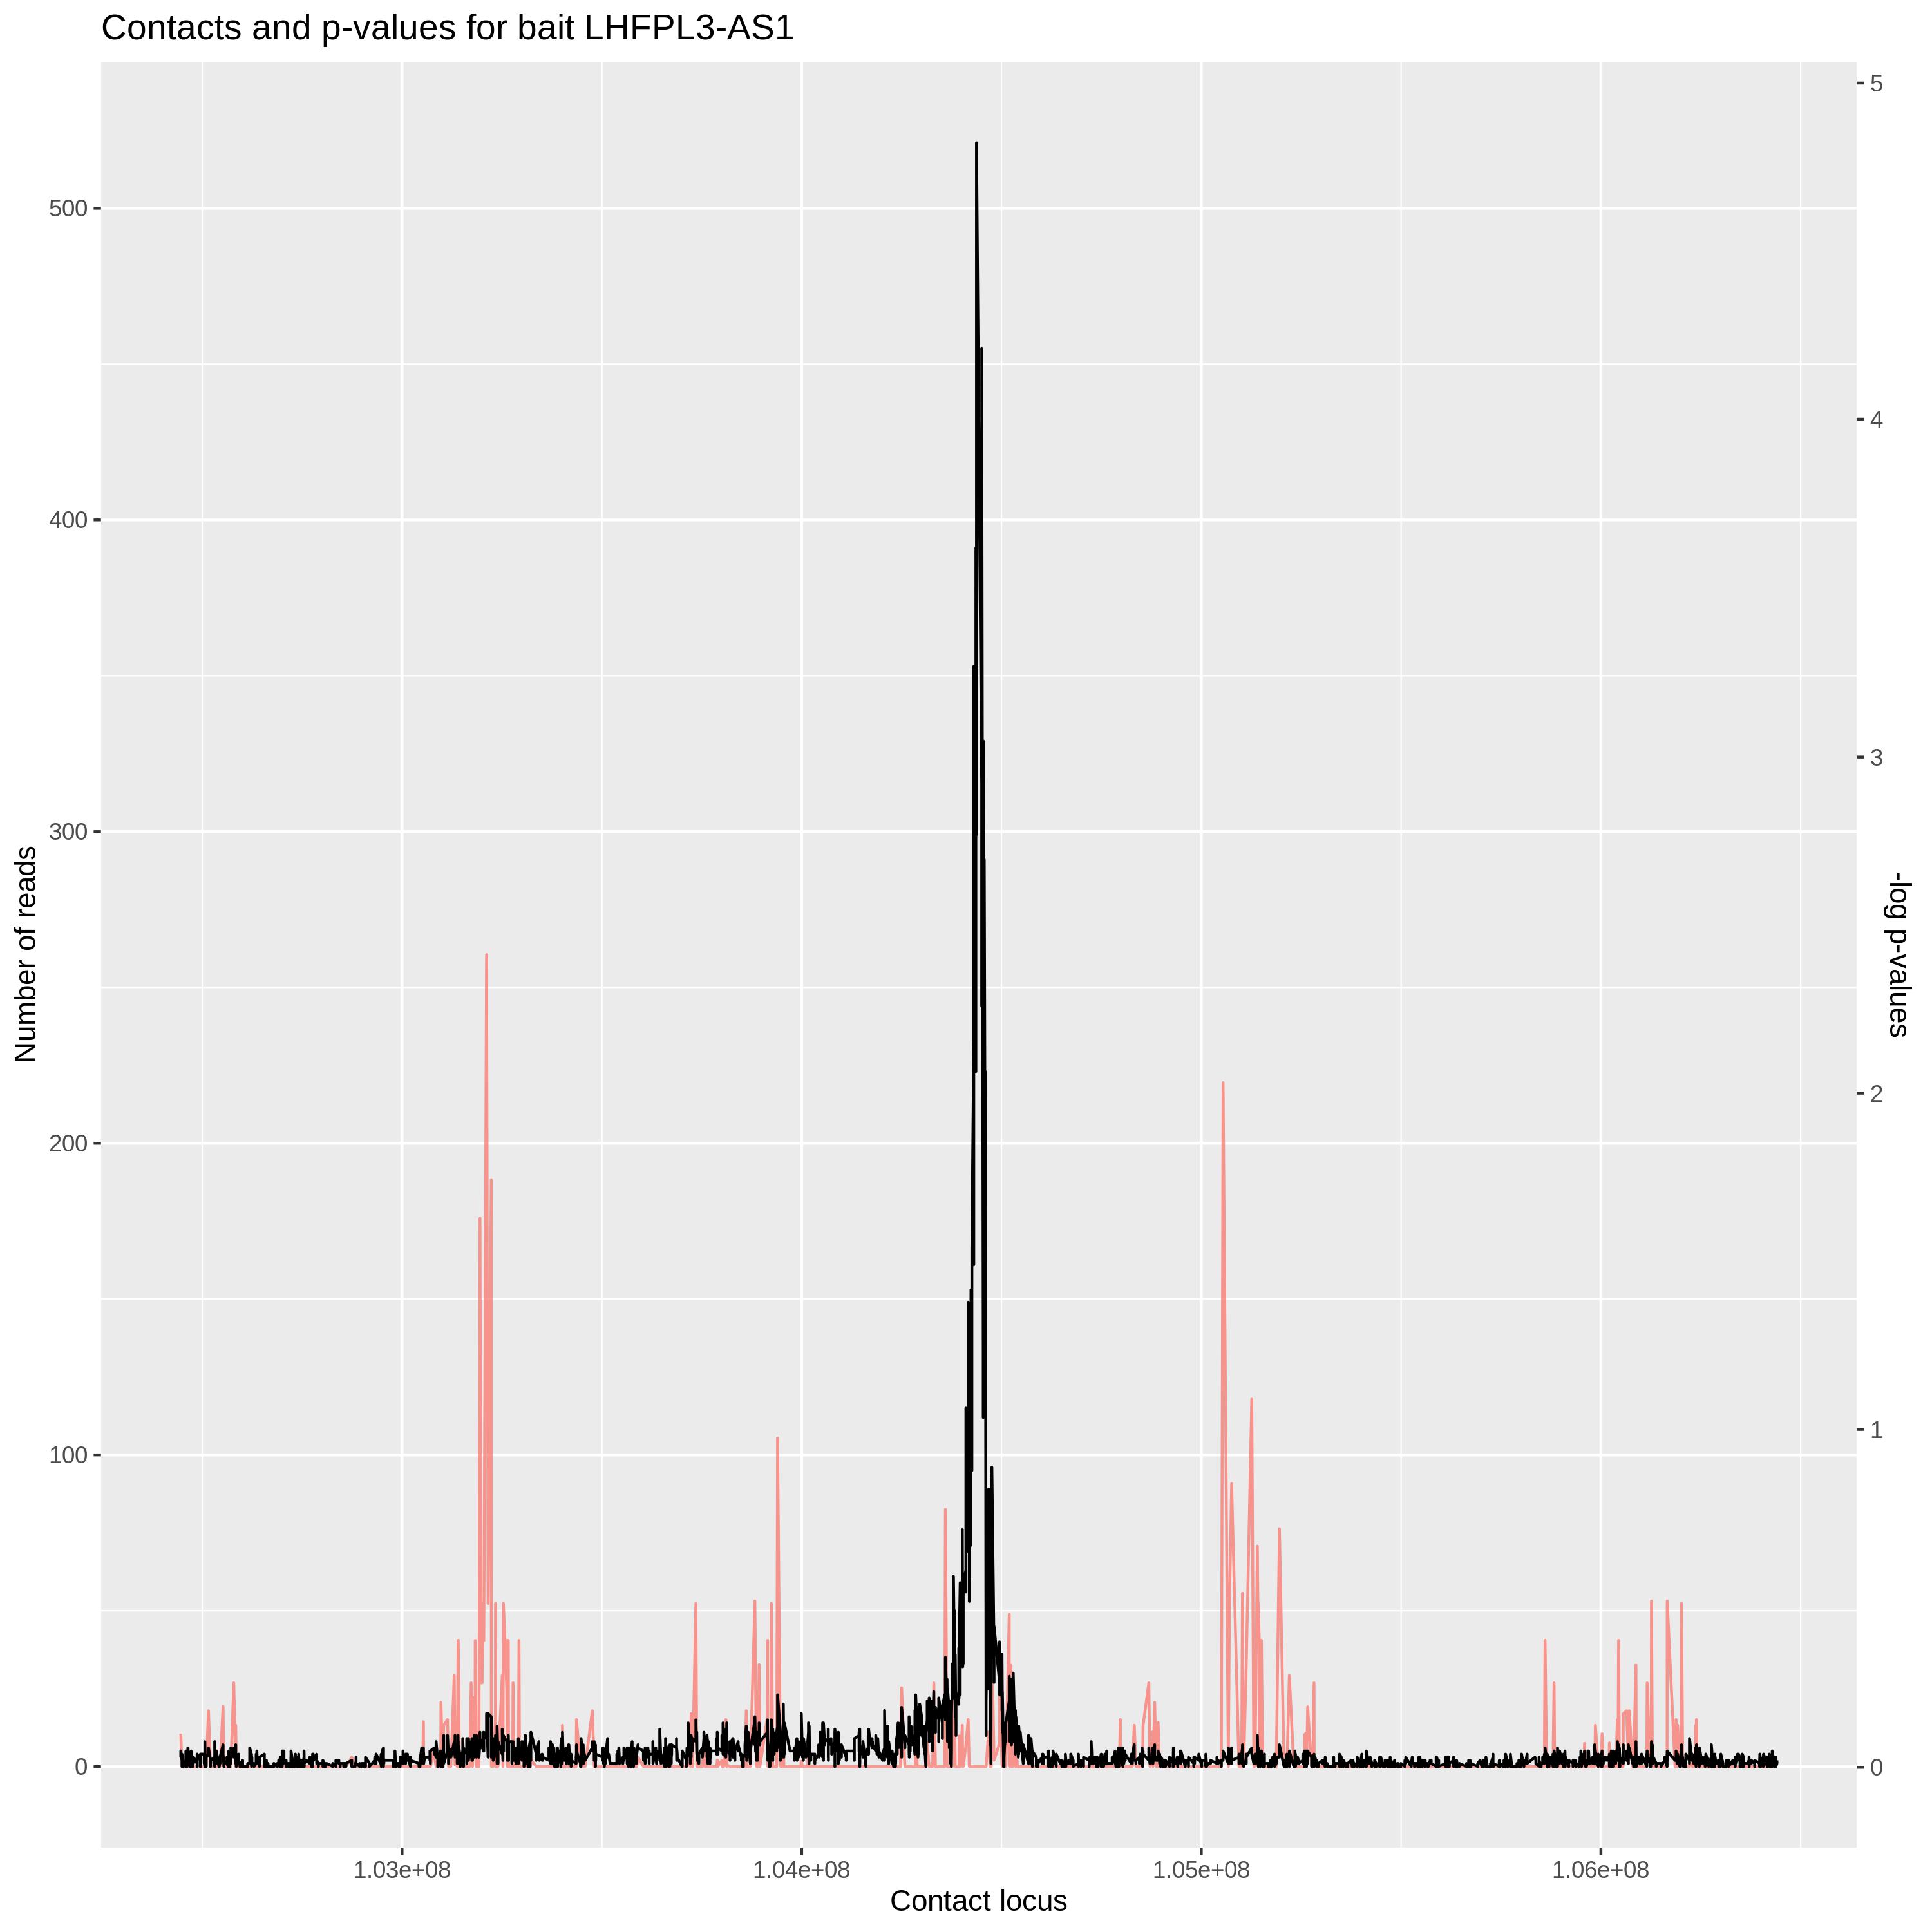 Contacts and p-values for bait LHFPL3-AS1
500
400
300
200
100
0
Number of reads
5
4
3
2
1
0
-log p-values
1.03e+08
1.04e+08
1.05e+08
1.06e+08
Contact locus